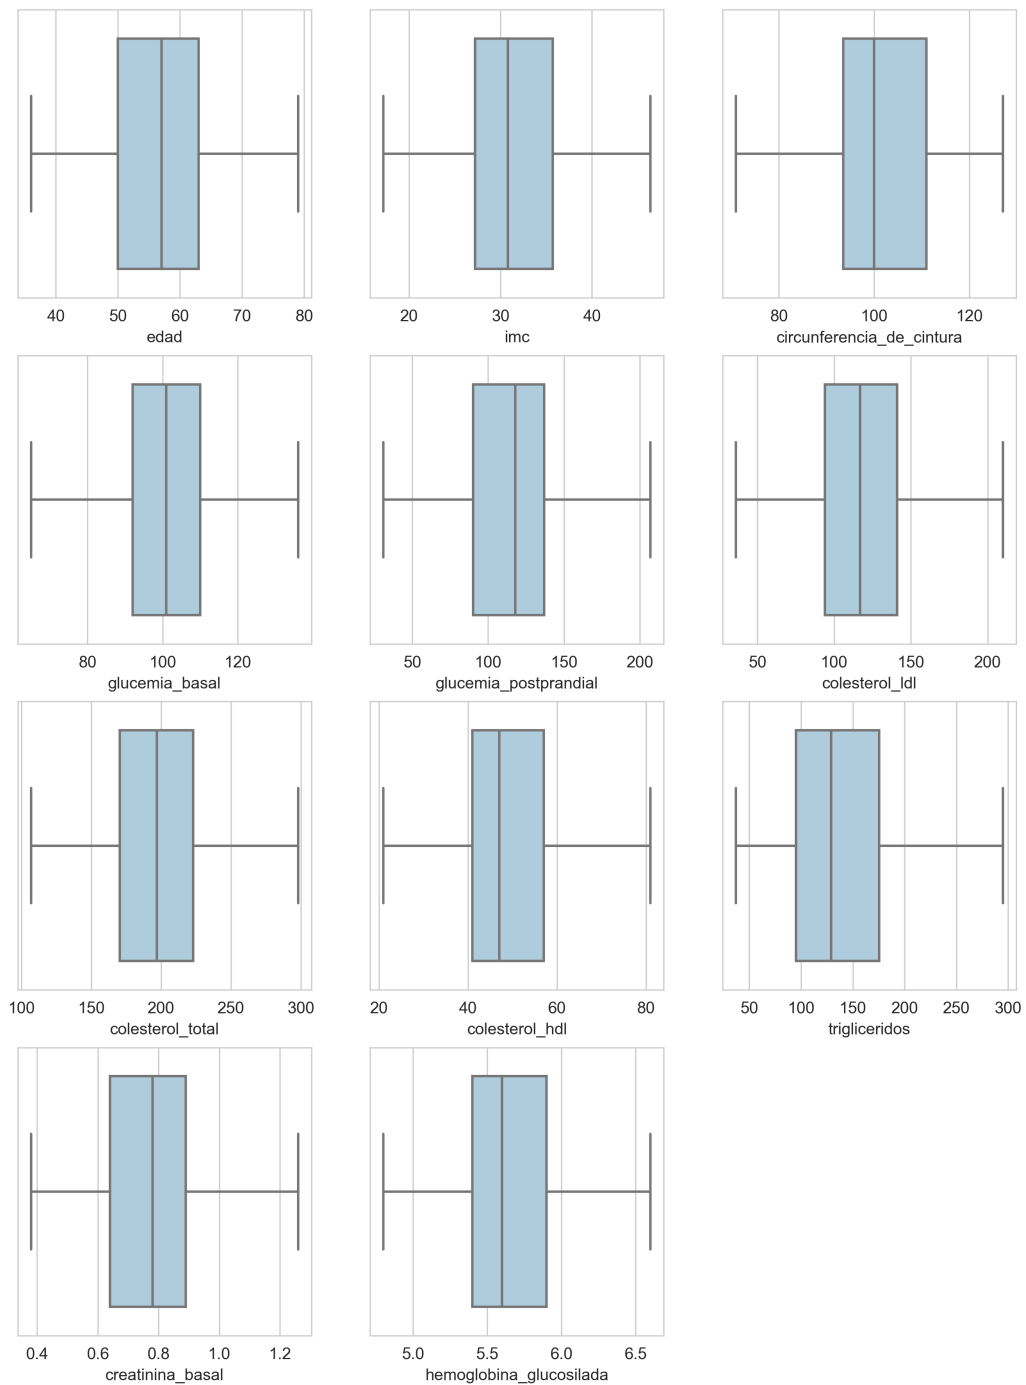 40 50 60 70 80
edad
20 30 40
imc
80 100 120
circunferencia_de_cintura
80 100 120
glucemia_basal
50 100 150 200
glucemia_postprandial
50 100 150 200
colesterol_ldl
100 150 200 250 300
colesterol_total
20 40 60 80
colesterol_hdl
50 100 150 200 250 300
trigliceridos
0.4 0.6 0.8 1.0 1.2
creatinina_basal
5.0 5.5 6.0 6.5
hemoglobina_glucosilada